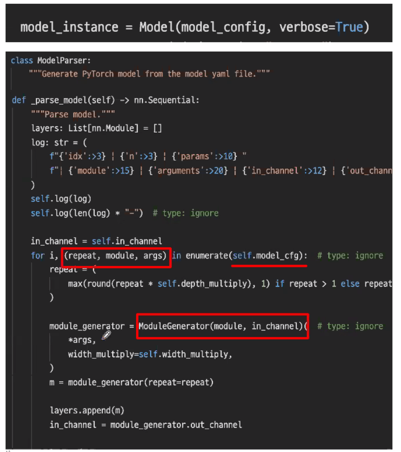 model_instance = Model(model_config, verbose=True)
class ModelParser:
"""Generate PyTorch model from the model yaml file."""
def _parse_model(self) -> nn.Sequential:
"""Parse model."""
layers: List[nn.Module] = []
log: str = (
f"{'idx':>3} | {'n':>3} | {'params':>10} "
f"| {'module':>15} | {'arguments':>20} | {'in_channel':>12} | {'out_chann
)
self.log(log)
self.log(len(log) * "-")  # type: ignore
in_channel = self.in_channel
for i, (repeat, module, args) in enumerate(self.model_cfg):  # type: ignore
repeat = (
max(round(repeat * self.depth_multiply), 1) if repeat > 1 else repeat
)
module_generator = ModuleGenerator(module, in_channel)(  # type: ignore
*args,
width_multiply=self.width_multiply,
)
m = module_generator(repeat=repeat)
layers.append(m)
in_channel = module_generator.out_channel